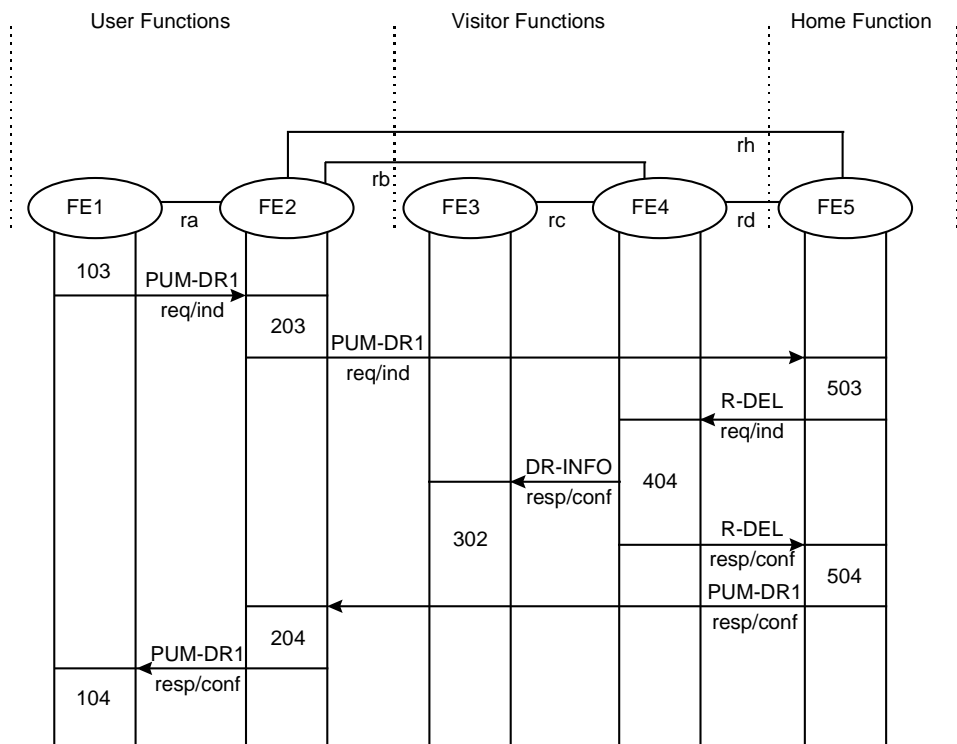 User Functions
Visitor Functions
Home Function
rh
rb
FE1
ra
FE2
FE3
rc
FE4
rd
FE5
103
PUM-DR1
req/ind
203
PUM-DR1
req/ind
503
R-DEL
req/ind
DR-INFO
resp/conf
404
302
R-DEL
resp/conf
504
PUM-DR1
resp/conf
204
PUM-DR1
resp/conf
104